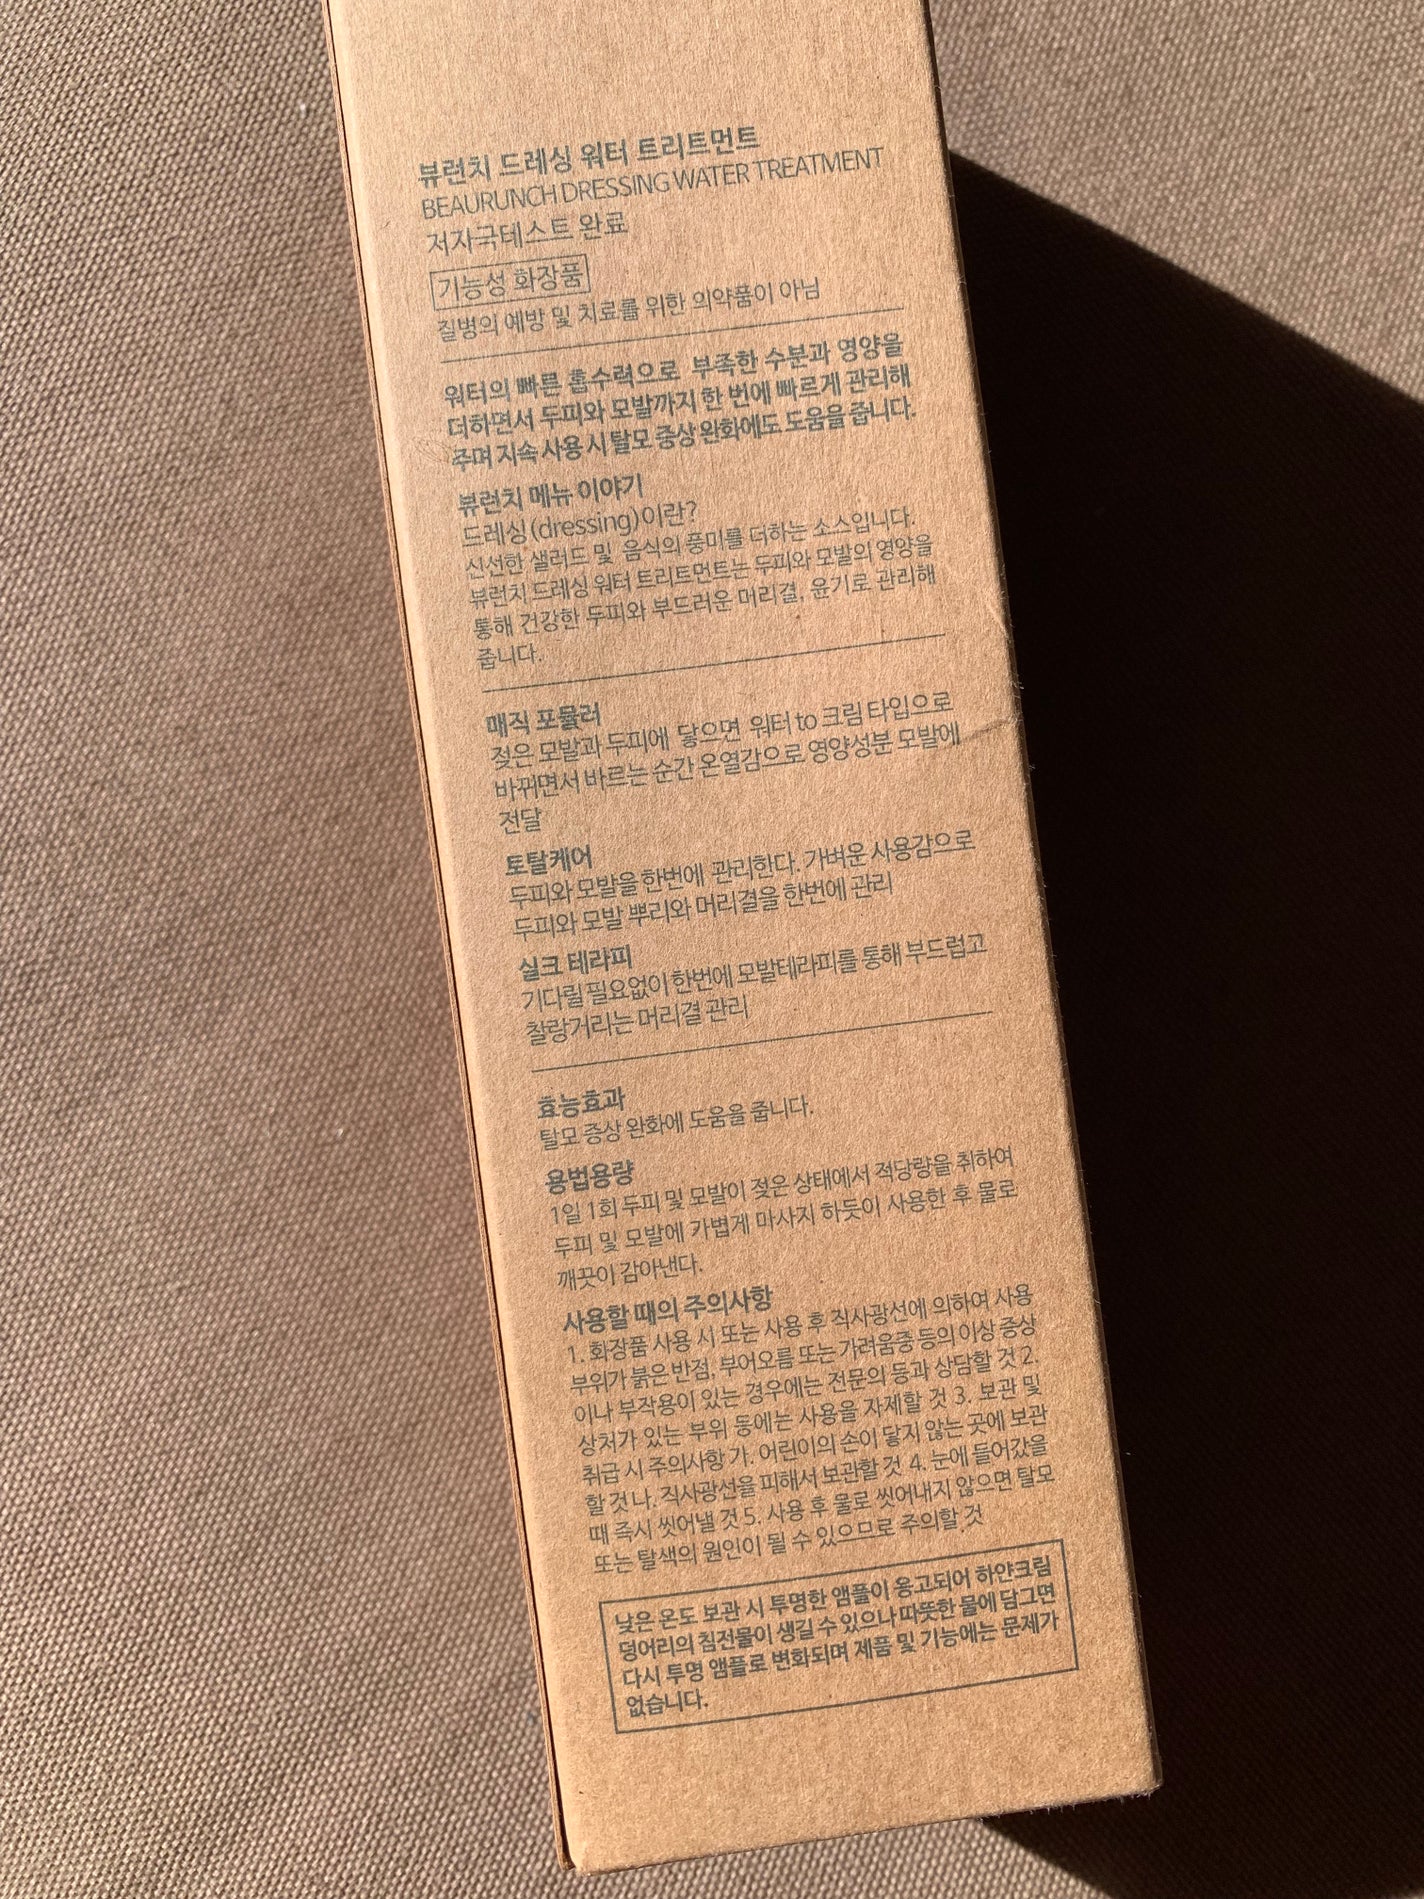 뷰런치 드레싱 워터 트리트먼트
BEAURUNCH DRESSING WATER TREATMENT
저자극테스트 완료
기능성 화장품
질병의 예방 및 치료를 위한 의약품이 아님
워터의 빠른 흡수력으로 부족한 수분과 영양을
더하면서 두피와 모발까지 한 번에 빠르게 관리해
주며 지속 사용 시 탈모 증상 완화에도 도움을 줍니다.
뷰런치 메뉴 이야기
드레싱(dressing)이란?
신선한 샐러드 및 음식의 풍미를 더하는 소스입니다.
뷰런치 드레싱 워터 트리트먼트는 두피와 모발의 영양을
통해 건강한 두피와 부드러운 머리결, 윤기로 관리해
줍니다.
매직 포뮬러
젖은 모발과 두피에 닿으면 워터 to 크림 타입으로
바뀌면서 바르는 순간 온열감으로 영양성분 모발에
전달
토탈케어
두피와 모발을 한번에 관리한다. 가벼운 사용감으로
두피와 모발 뿌리와 머리결을 한번에 관리
실크 테라피
기다릴 필요없이 한번에 모발테라피를 통해 부드럽고
찰랑거리는 머리결 관리
효능효과
탈모 증상 완화에 도움을 줍니다.
용법용량
1일 1회 두피 및 모발이 젖은 상태에서 적당량을 취하여
두피 및 모발에 가볍게 마사지 하듯이 사용한 후 물로
깨끗이 감아낸다.
사용할 때의 주의사항
1. 화장품 사용 시 또는 사용 후 직사광선에 의하여 사용
부위가 붉은 반점, 부어오름 또는 가려움증 등의 이상 증상
이나 부작용이 있는 경우에는 전문의 등과 상담할 것 2.
상처가 있는 부위 등에는 사용을 자제할 것 3. 보관 및
취급 시 주의사항 가. 어린이의 손이 닿지 않는 곳에 보관
할 것 나. 직사광선을 피해서 보관할 것 4. 눈에 들어갔을
때 즉시 씻어낼 것 5. 사용 후 물로 씻어내지 않으면 탈모
또는 탈색의 원인이 될 수 있으므로 주의할 것
낮은 온도 보관 시 투명한 앰플이 응고되어 하얀크림
덩어리의 침전물이 생길 수 있으나 따뜻한 물에 담그면
다시 투명 앰플로 변화되며 제품 및 기능에는 문제가
없습니다.